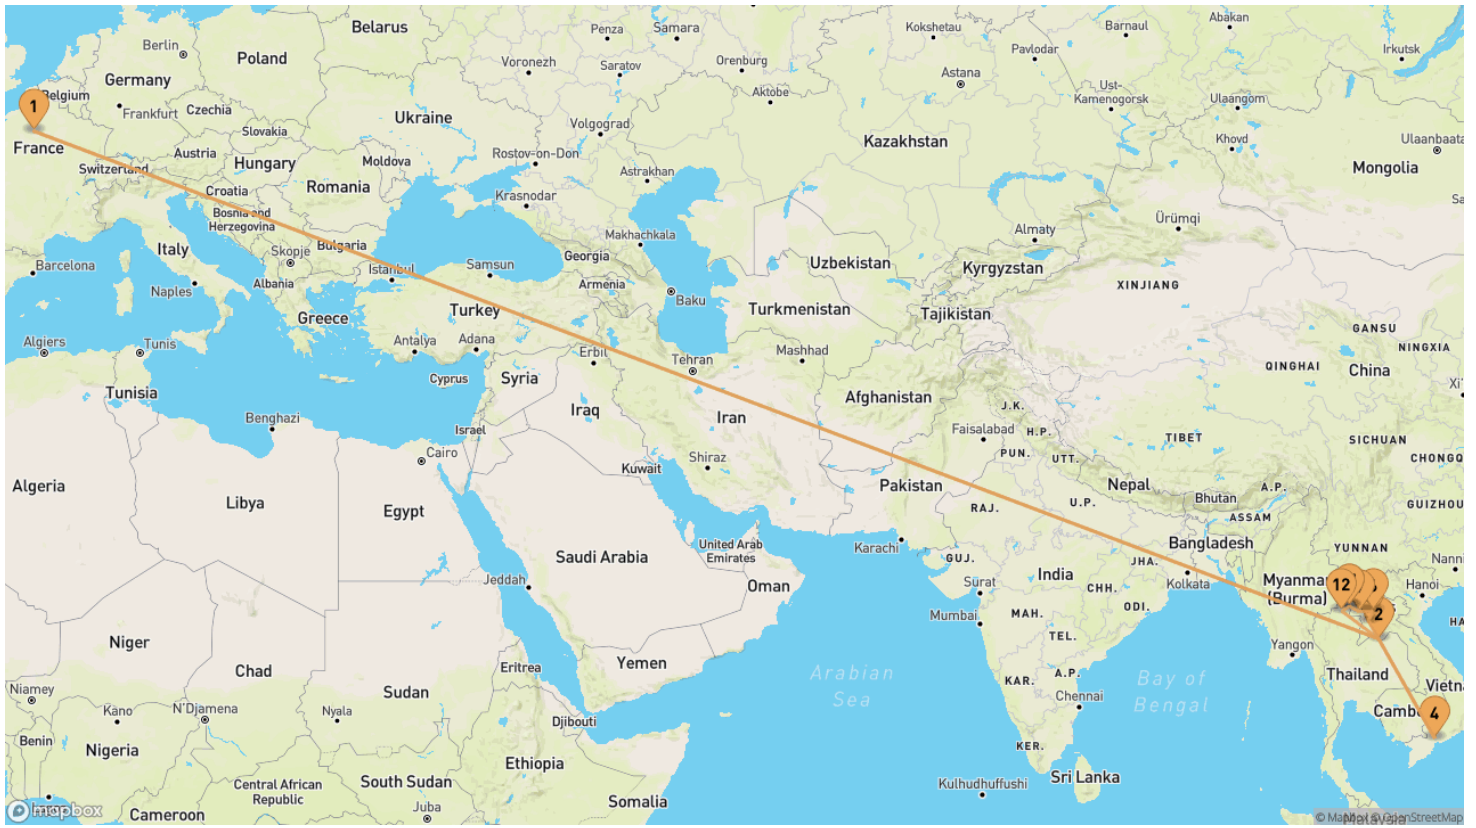 Belarus
Penza
Samara
Kokshetau
Barnaul
Abakan
Berlin
Poland
Voronezh
Saratov
Orenburg
Pavlodar
Irkutsk
Germany
Astana
Ust-
Kamenogorsk
Belgium
Frankfurt
Czechia
Aktobe
Ulaangom
1
Ukraine
Volgograd
Slovakia
Kazakhstan
Khovd
Ulaanbaata
France
Austria
Hungary
Moldova
Rostov-on-Don
Mongolia
Switzerland
Romania
Astrakhan
Croatia
Krasnodar
Bosnia and
Herzegovina
Ürümqi
Italy
Bulgaria
Skopje
Makhachkala
Almaty
Barcelona
Istanbul
Samsun
Georgia
Uzbekistan
Kyrgyzstan
Naples
Albania
Armenia
Baku
XINJIANG
Greece
Turkey
Turkmenistan
Tajikistan
GANSU
Algiers
Tunis
Antalya
Adana
Erbil
Tehran
Mashhad
NINGXIA
Tunisia
Cyprus
Syria
QINGHAI
China
Xi'
Afghanistan
Benghazi
Israel
Iraq
Iran
J.K.
Faisalabad
H.P.
TIBET
SICHUAN
Cairo
Kuwait
Shiraz
PUN.
UTT.
CHONGQ
Algeria
Libya
Egypt
Pakistan
Nepal
A.P.
Bhutan
RAJ.
U.P.
ASSAM
GUIZHOU
Saudi Arabia
United Arab
Emirates
Karachi
GUJ.
JHA.
Bangladesh
YUNNAN
Nanni
Jeddah
Oman
Surat
India
CHH.
Kolkata
Myanmar
(Burma)
12
Hanoi
Mumbai
MAH.
ODI.
2
HA
Niger
Chad
TEL.
Yangon
Eritrea
Yemen
Arabian
Sea
KAR.
A.P.
Bay of
Bengal
Thailand
Niamey
Sudan
Chennai
Vietn
Kano
N'Djamena
Nyala
Djibouti
Camb
4
Benin
Nigeria
KER.
Ethiopia
Central African
Republic
South Sudan
Kulhudhuffushi
Sri Lanka
Cameroon
Juba
Somalia
mapbox
© Mapbox © OpenStreetMap